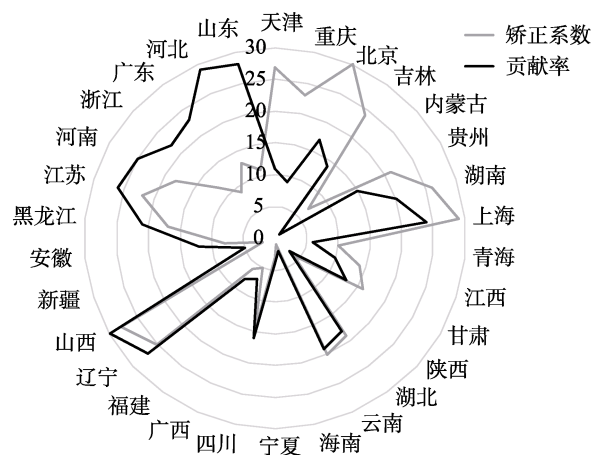 天津
重庆
北京
吉林
内蒙古
贵州
湖南
上海
青海
江西
甘肃
陕西
湖北
云南
海南
宁夏
四川
广西
福建
辽宁
山西
新疆
安徽
黑龙江
江苏
河南
浙江
广东
河北
山东
30
25
20
15
10
5
0
矫正系数
贡献率